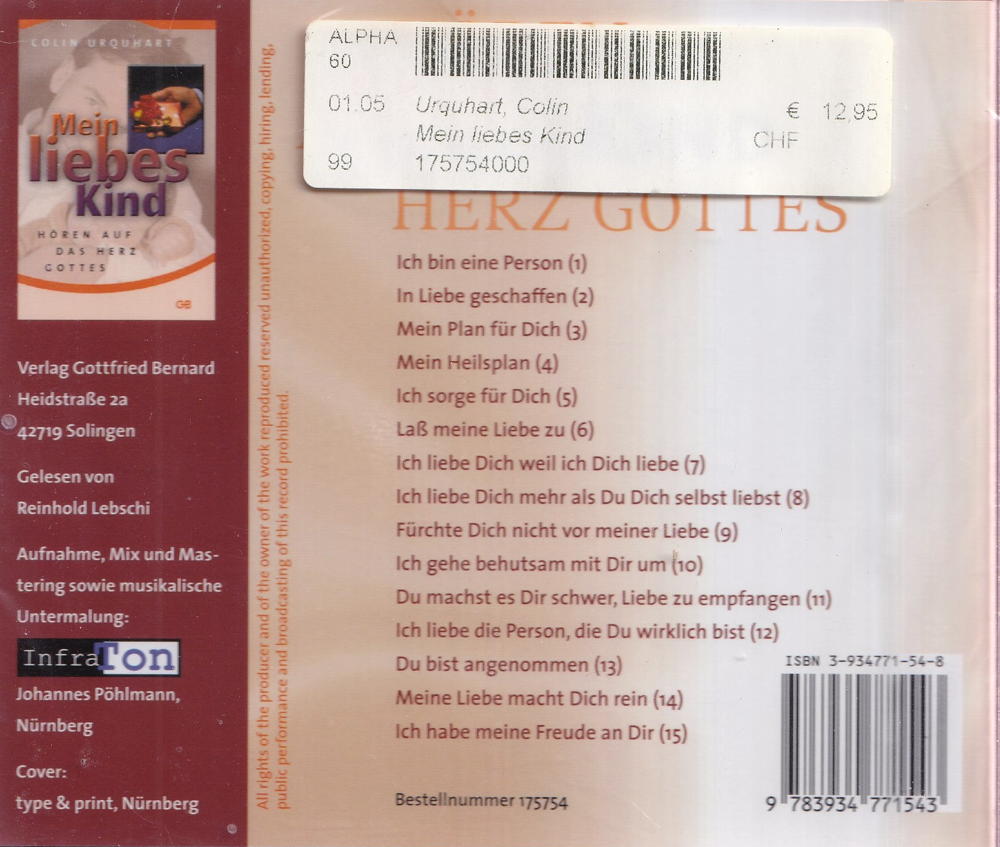 COLIN URQUHART
Mein
liebes
Kind
HÖREN AUF
DAS HERZ
GOTTES
GB
Verlag Gottfried Bernard
Heidstraße 2a
42719 Solingen
Gelesen von
Reinhold Lebschi
Aufnahme, Mix und Mas-
tering sowie musikalische
Untermalung:
InfraTon
Johannes Pöhlmann,
Nürnberg
Cover:
type & print, Nürnberg
All rights of the producer and of the owner of the work reproduced reserved unauthorized, copying, hiring, lending,
public performance and broadcasting of this record prohibited.
ALPHA
60
01.05 Urquhart, Colin € 12,95
Mein liebes Kind CHF
99 175754000
HERZ GOTTES
Ich bin eine Person (1)
In Liebe geschaffen (2)
Mein Plan für Dich (3)
Mein Heilsplan (4)
Ich sorge für Dich (5)
Laß meine Liebe zu (6)
Ich liebe Dich weil ich Dich liebe (7)
Ich liebe Dich mehr als Du Dich selbst liebst (8)
Fürchte Dich nicht vor meiner Liebe (9)
Ich gehe behutsam mit Dir um (10)
Du machst es Dir schwer, Liebe zu empfangen (11)
Ich liebe die Person, die Du wirklich bist (12)
Du bist angenommen (13)
Meine Liebe macht Dich rein (14)
Ich habe meine Freude an Dir (15)
Bestellnummer 175754
ISBN 3-934771-54-8
9 783934 771543